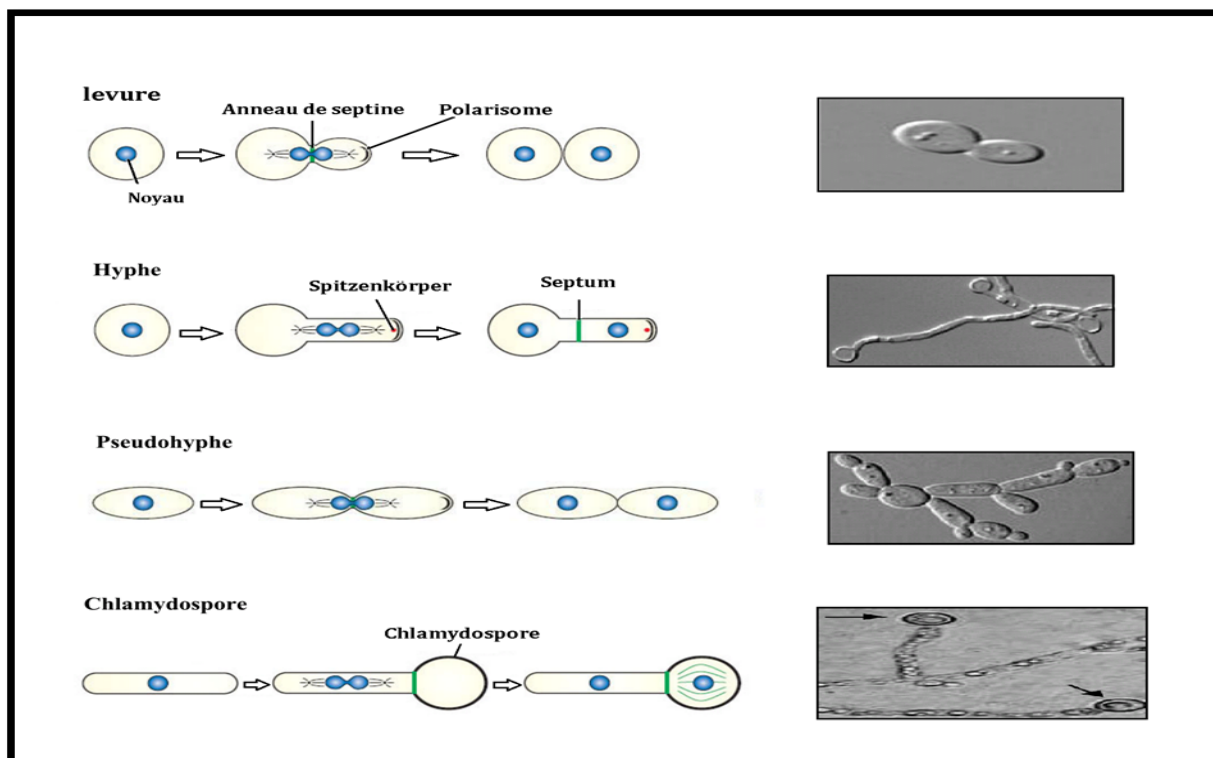 levure
Anneau de septine
Polarisome
Noyau
Hyphe
Spitzenkörper
Septum
Pseudohyphe
Chlamydospore
Chlamydospore